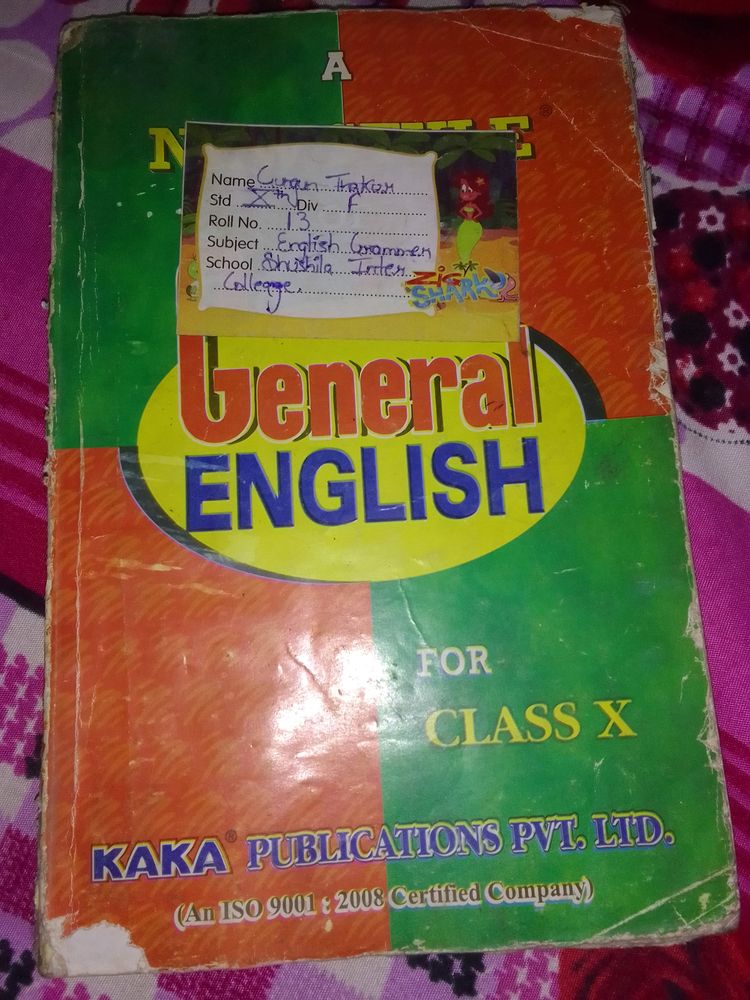 A
Name
Std Xth Div F
Roll No. 13
Subject English Grammer
School Shushila Inter
College.
ZIG
SHARKO
General
ENGLISH
FOR
CLASS X
KAKA® PUBLICATIONS PVT. LTD.
(An ISO 9001 : 2008 Certified Company)